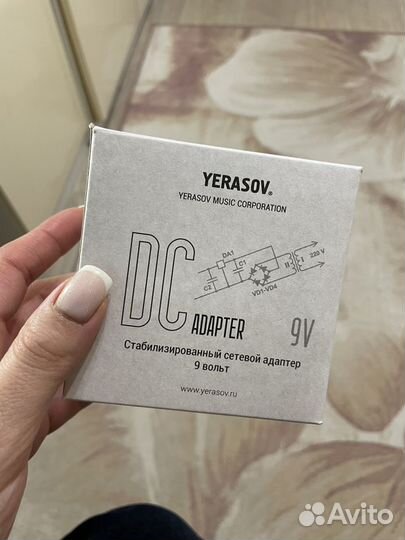 YERASOV®
YERASOV MUSIC CORPORATION
DC ADAPTER 9V
DA1
C1
C2
VD1-VD4
II I
220 V
Стабилизированный сетевой адаптер
9 вольт
www.yerasov.ru
Avito